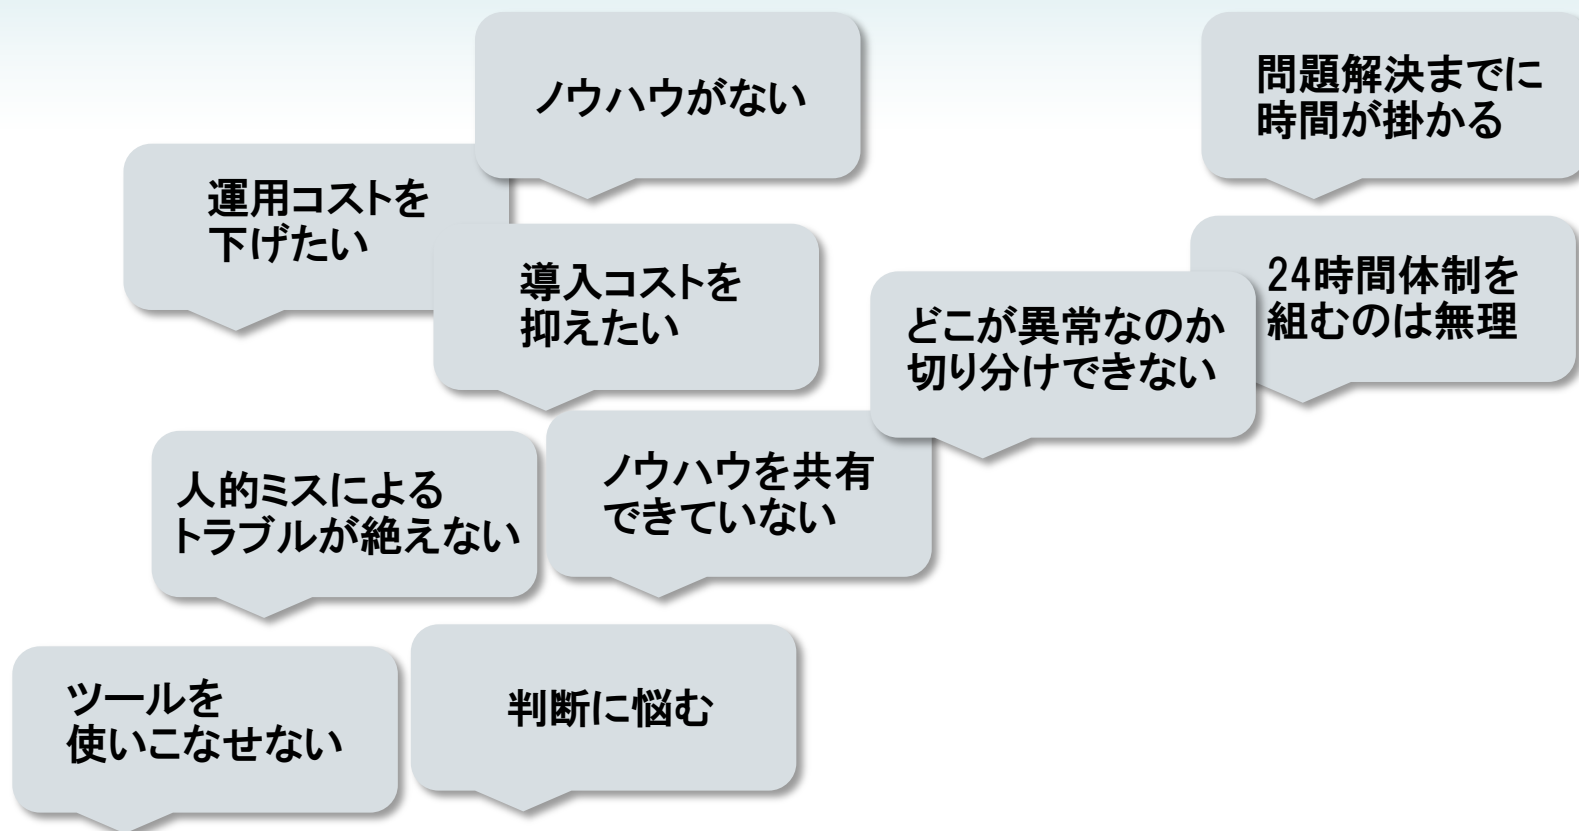 ノウハウがない
問題解決までに
時間が掛かる
運用コストを
下げたい
導入コストを
抑えたい
どこが異常なのか
切り分けできない
24時間体制を
組むのは無理
人的ミスによる
トラブルが絶えない
ノウハウを共有
できていない
ツールを
使いこなせない
判断に悩む